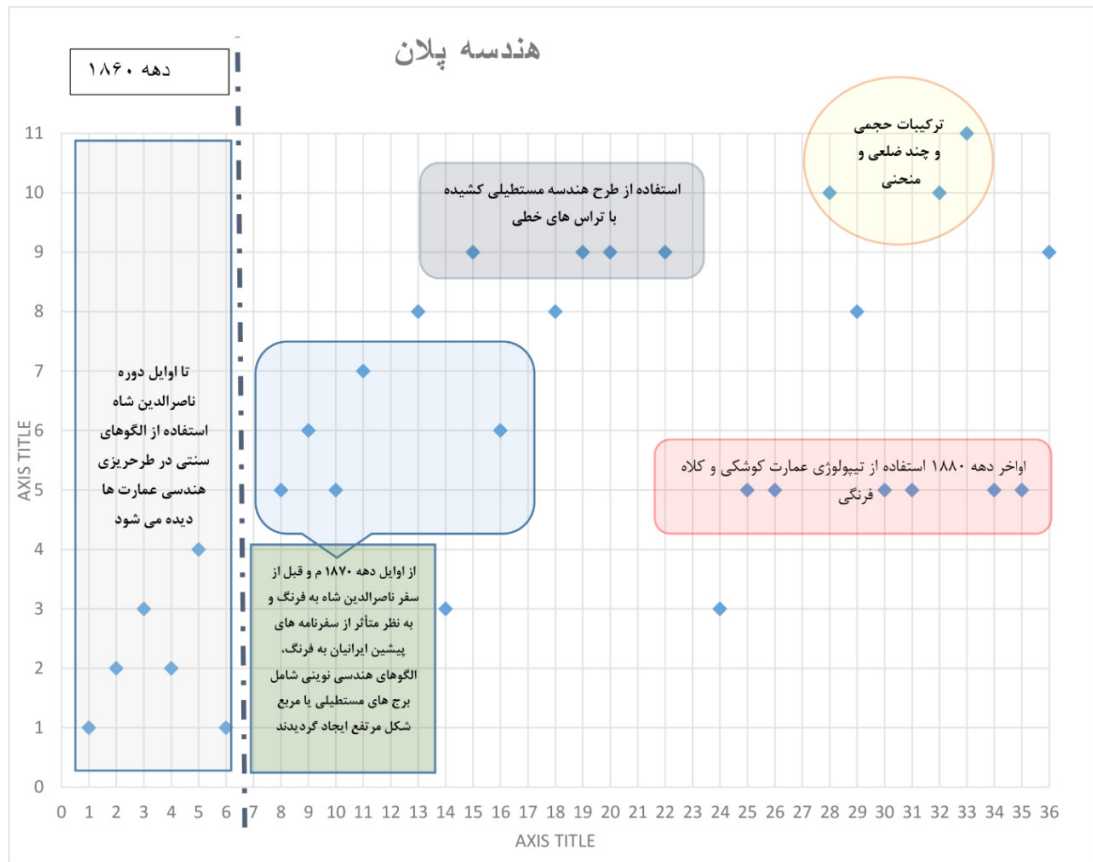 هندسه پلان
دهه ۱۸۶۰
ترکیبات حجمی
و چند ضلعی و
منحنی
استفاده از طرح هندسه مستطیلی کشیده
با تراس های خطی
تا اوایل دوره
ناصرالدین شاه
استفاده از الگوهای
سنتی در طرحریزی
هندسی عمارت ها
دیده می شود
اواخر دهه ۱۸۸۰ استفاده از تیپولوژی عمارت کوشکی و کلاه
فرنگی
از اوایل دهه ۱۸۷۰ م و قبل از
سفر ناصرالدین شاه به فرنگ و
به نظر متأثر از سفرنامه های
پیشین ایرانیان به فرنگ،
الگوهای هندسی نوینی شامل
برج های مستطیلی یا مربع
شکل مرتفع ایجاد گردیدند
AXIS TITLE
11
10
9
8
7
6
5
4
3
2
1
0
0 1 2 3 4 5 6 7 8 9 10 11 12 13 14 15 16 17 18 19 20 21 22 23 24 25 26 27 28 29 30 31 32 33 34 35 36
AXIS TITLE